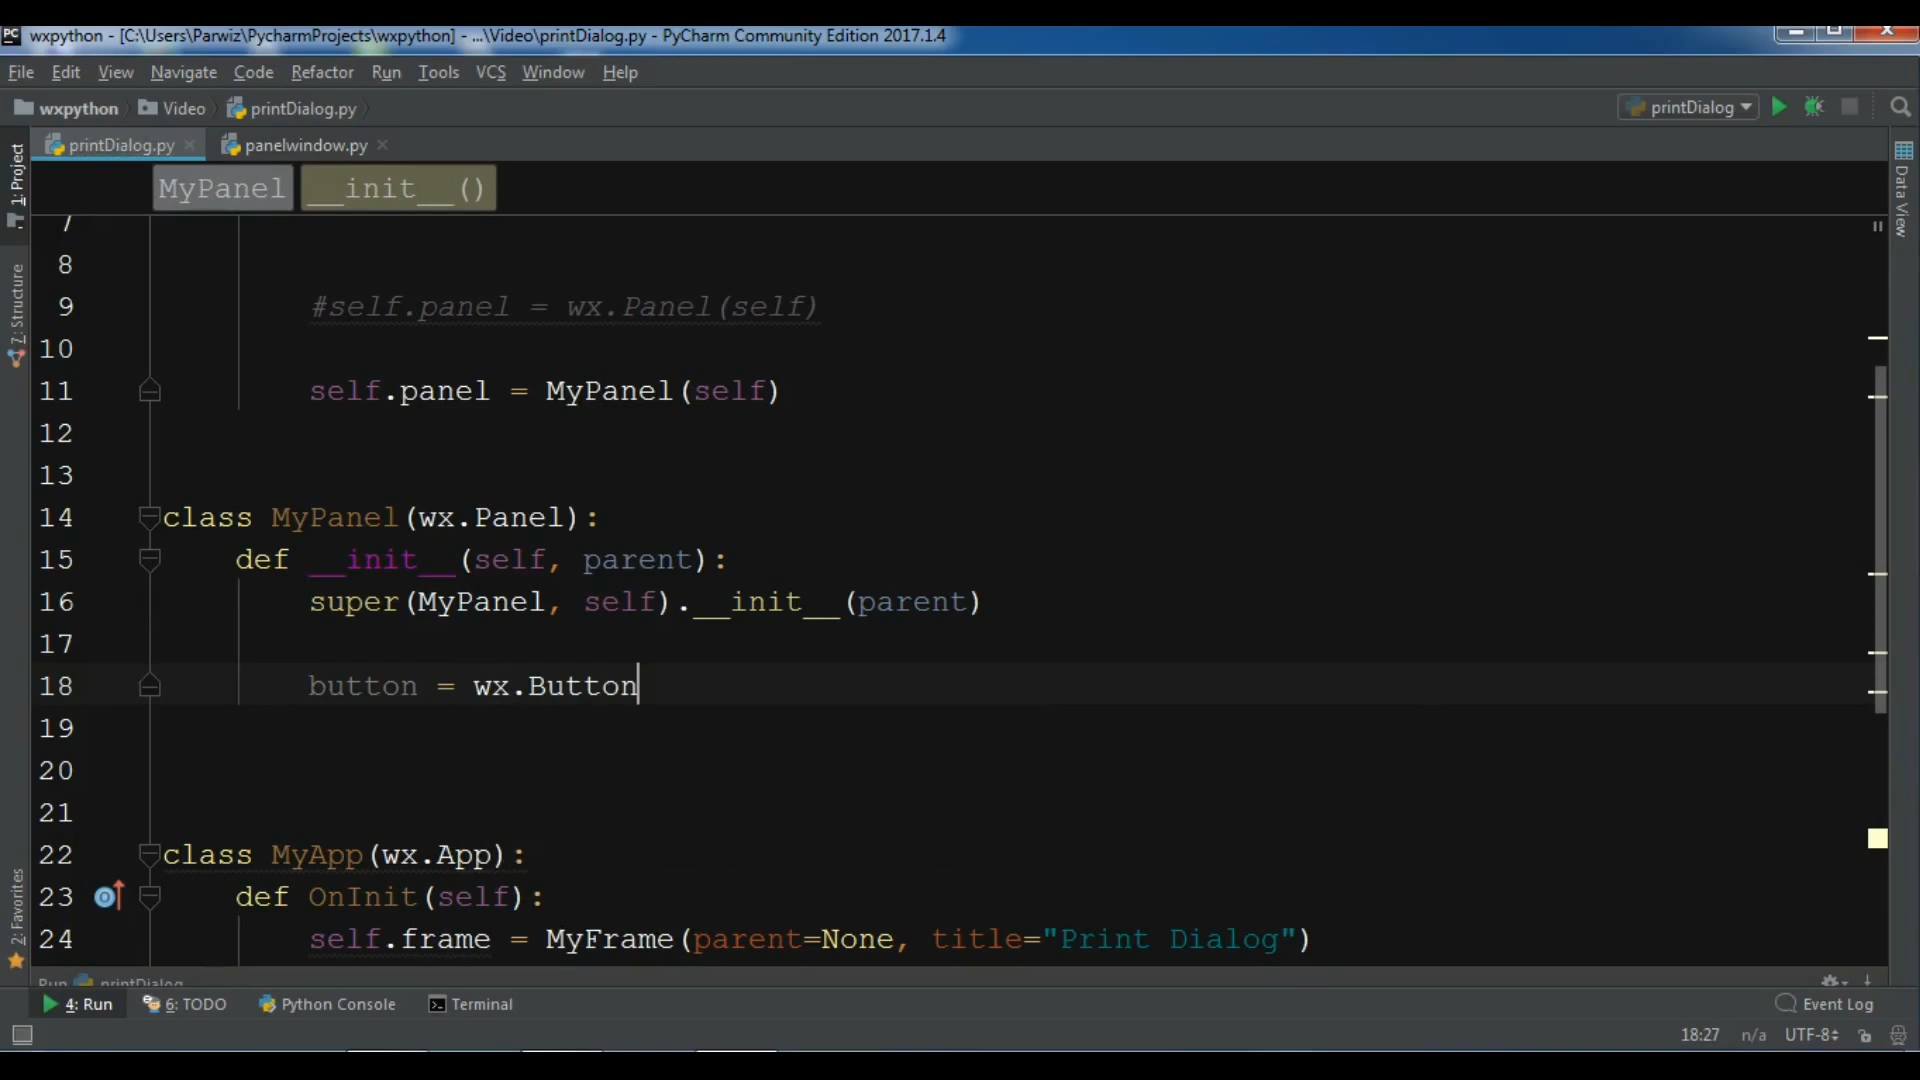 PC wxpython - [C:\Users\Parwiz\PycharmProjects\wxpython] - ...\Video\printDialog.py - PyCharm Community Edition 2017.1.4
File Edit View Navigate Code Refactor Run Tools VCS Window Help
wxpython Video printDialog.py printDialog
printDialog.py panelwindow.py
MyPanel __init__()
7
8
9 #self.panel = wx.Panel(self)
10
11 self.panel = MyPanel(self)
12
13
14 class MyPanel(wx.Panel):
15 def __init__(self, parent):
16 super(MyPanel, self).__init__(parent)
17
18 button = wx.Button
19
20
21
22 class MyApp(wx.App):
23 def OnInit(self):
24 self.frame = MyFrame(parent=None, title="Print Dialog")
1: Project
7: Structure
2: Favorites
Data View
Run printDialog
4: Run 6: TODO Python Console Terminal Event Log
18:27 n/a UTF-8